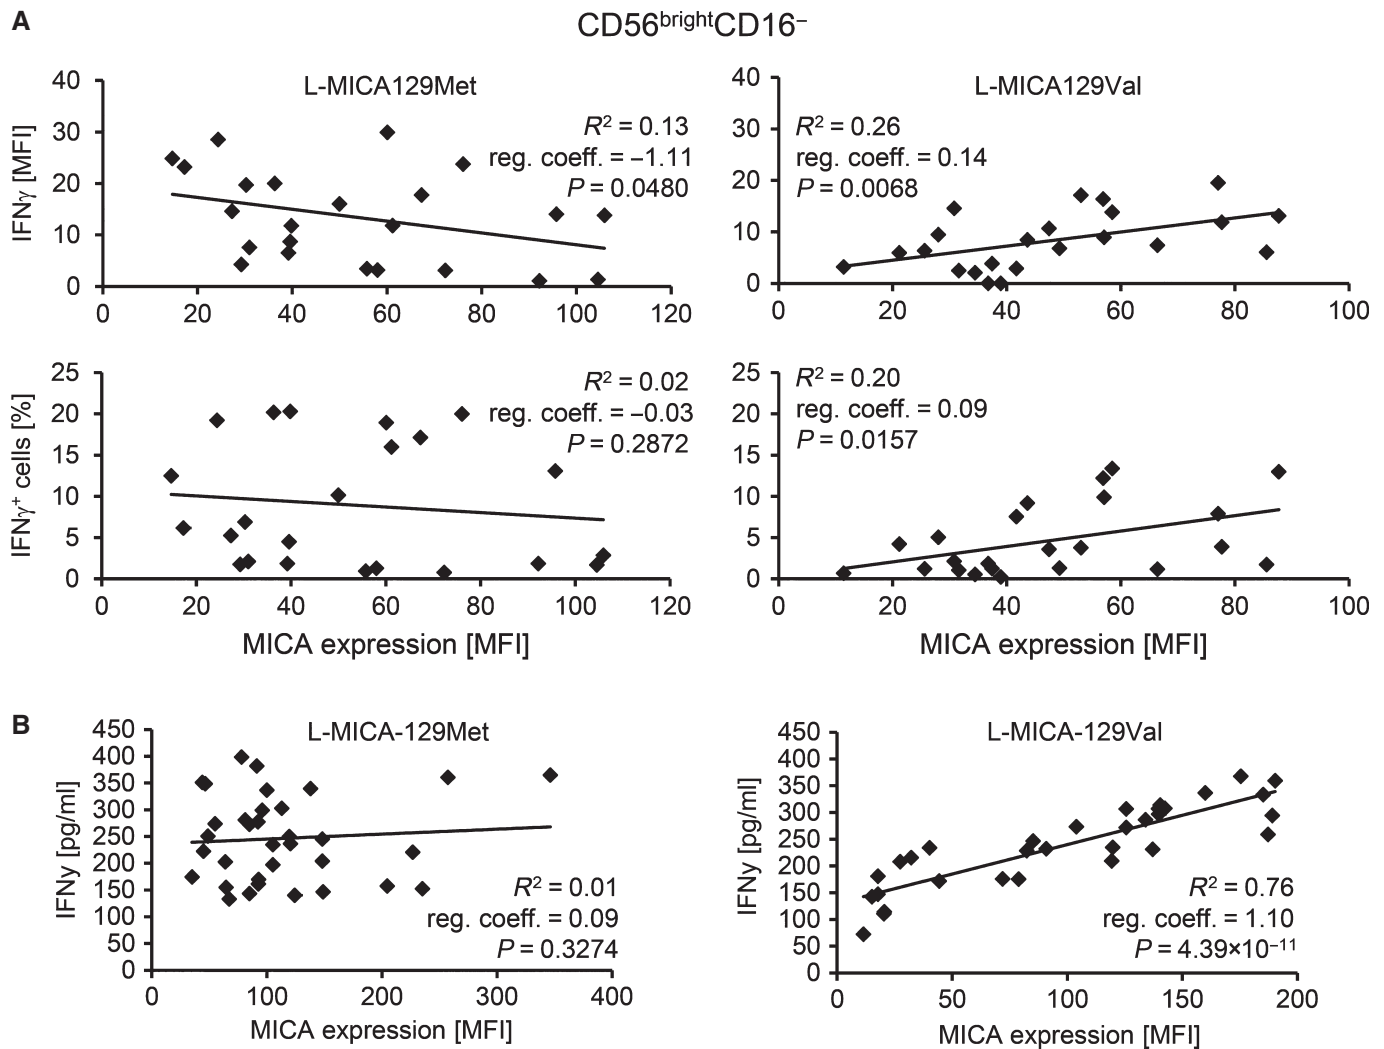 A
CD56brightCD16−
L-MICA129Met
IFNγ [MFI]
40
30
20
10
0
R² = 0.13
reg. coeff. = −1.11
P = 0.0480
0 20 40 60 80 100 120
L-MICA129Val
40
30
20
10
0
R² = 0.26
reg. coeff. = 0.14
P = 0.0068
0 20 40 60 80 100
IFNγ⁺ cells [%]
25
20
15
10
5
0
R² = 0.02
reg. coeff. = −0.03
P = 0.2872
0 20 40 60 80 100 120
MICA expression [MFI]
25
20
15
10
5
0
R² = 0.20
reg. coeff. = 0.09
P = 0.0157
0 20 40 60 80 100
MICA expression [MFI]
B
L-MICA-129Met
IFNy [pg/ml]
450
400
350
300
250
200
150
100
50
0
R² = 0.01
reg. coeff. = 0.09
P = 0.3274
0 100 200 300 400
MICA expression [MFI]
L-MICA-129Val
IFNy [pg/ml]
450
400
350
300
250
200
150
100
50
0
R² = 0.76
reg. coeff. = 1.10
P = 4.39×10⁻¹¹
0 50 100 150 200
MICA expression [MFI]